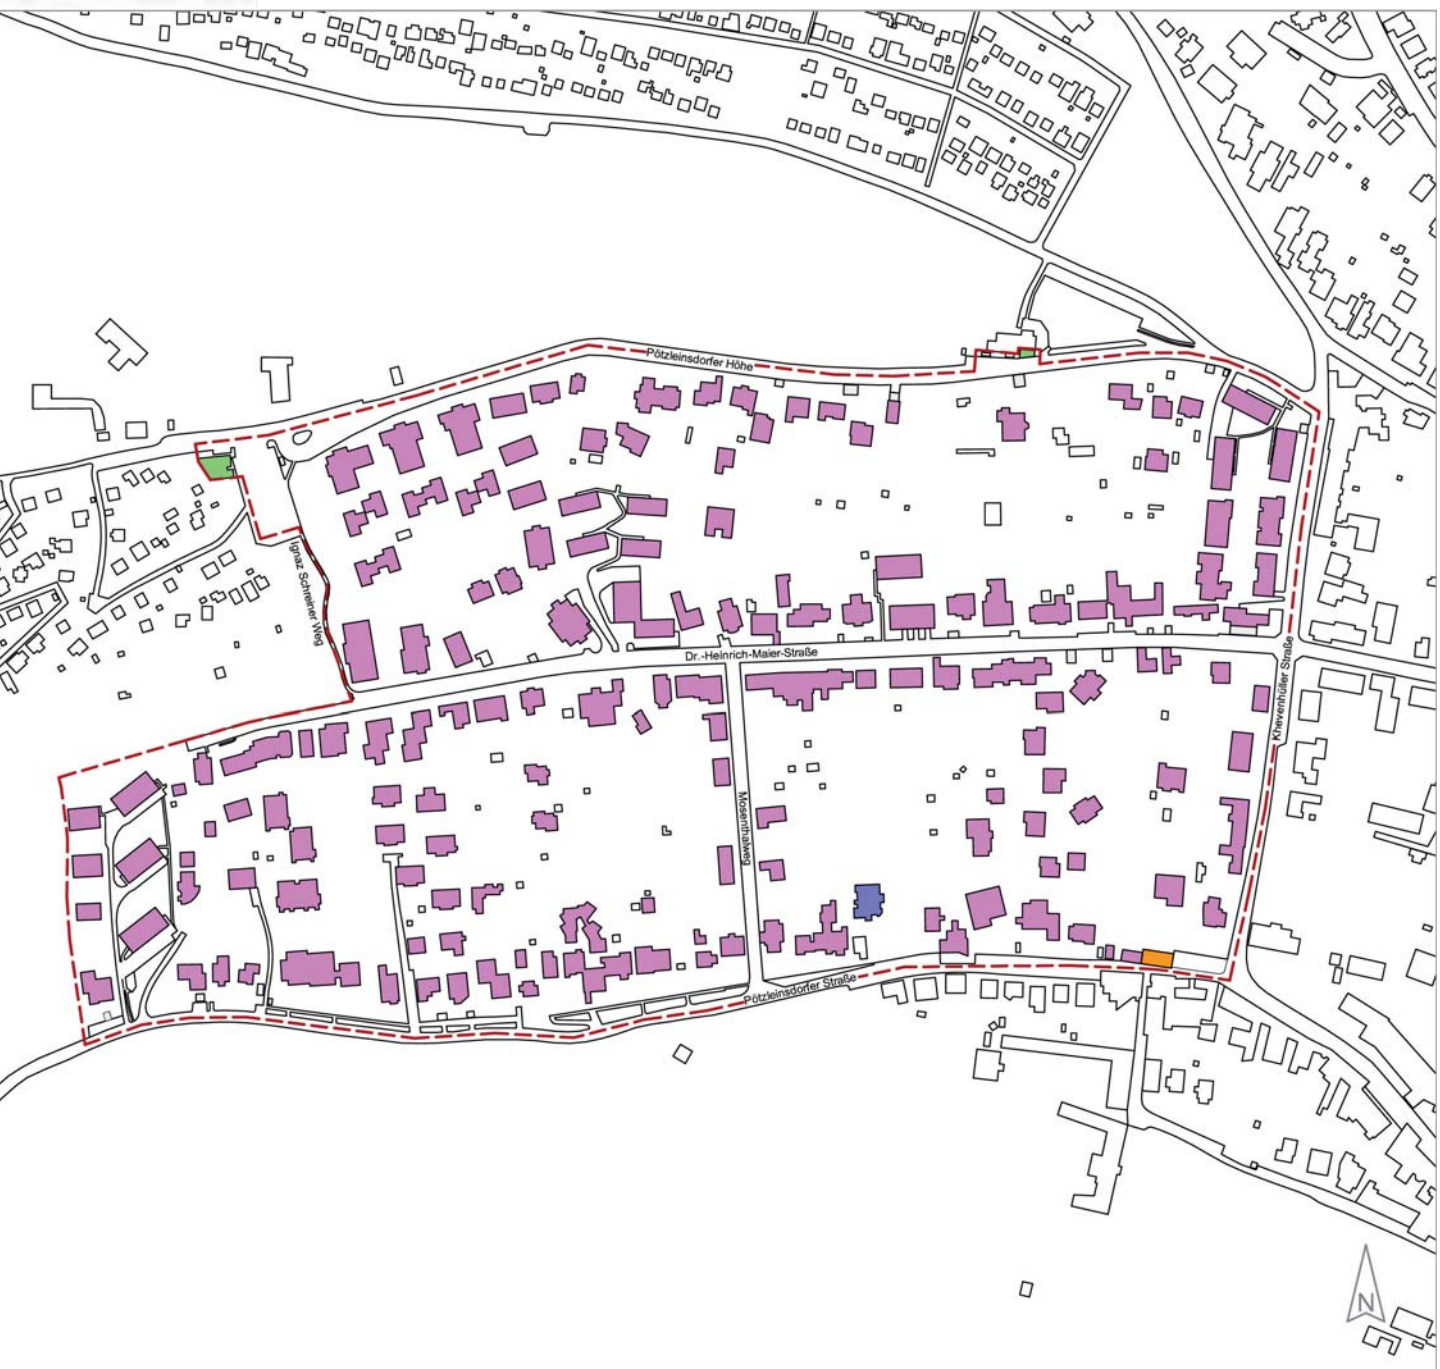 Pötzleinsdorfer Höhe
Ignaz Schreiner Weg
Dr.-Heinrich-Maier-Straße
Khevenhüller Straße
Mosenthalweg
Pötzleinsdorfer Straße
N